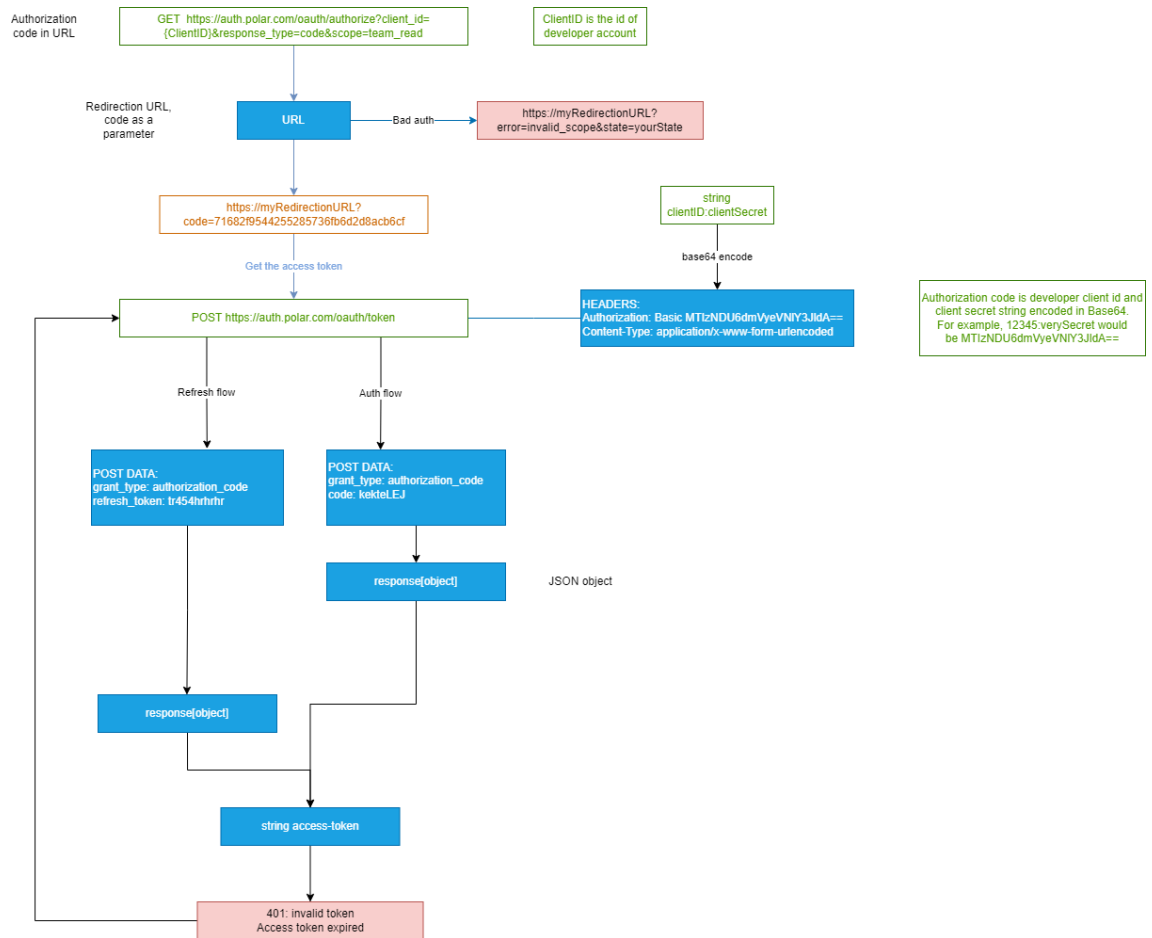 Authorization
code in URL
GET  https://auth.polar.com/oauth/authorize?client_id=
{ClientID}&response_type=code&scope=team_read
ClientID is the id of
developer account
Redirection URL,
code as a
parameter
URL
Bad auth
https://myRedirectionURL?
error=invalid_scope&state=yourState
https://myRedirectionURL?
code=71682f9544255285736fb6d2d8acb6cf
string
clientID:clientSecret
Get the access token
base64 encode
POST https://auth.polar.com/oauth/token
HEADERS:
Authorization: Basic MTIzNDU6dmVyeVNlY3JldA==
Content-Type: application/x-www-form-urlencoded
Authorization code is developer client id and
client secret string encoded in Base64.
For example, 12345:verySecret would
be MTIzNDU6dmVyeVNlY3JldA==
Refresh flow
Auth flow
POST DATA:
grant_type: authorization_code
refresh_token: tr454hrhrhr
POST DATA:
grant_type: authorization_code
code: kekteLEJ
response[object]
JSON object
response[object]
string access-token
401: invalid token
Access token expired